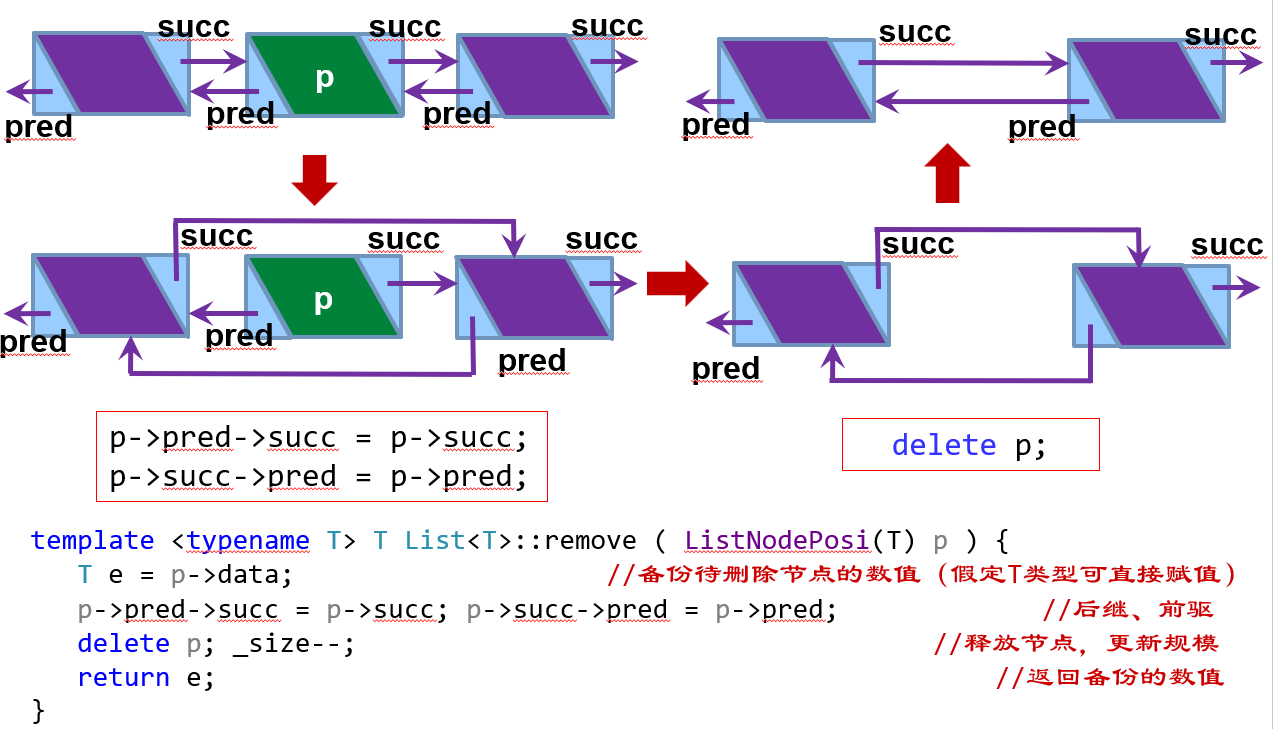 succ succ succ
p
pred pred pred
succ succ
pred pred
succ succ succ
p
pred pred pred
succ succ
pred
p->pred->succ = p->succ;
p->succ->pred = p->pred;
delete p;
template <typename T> T List<T>::remove ( ListNodePosi(T) p ) {
T e = p->data; //备份待删除节点的数值（假定T类型可直接赋值）
p->pred->succ = p->succ; p->succ->pred = p->pred; //后继、前驱
delete p; _size--; //释放节点，更新规模
return e; //返回备份的数值
}